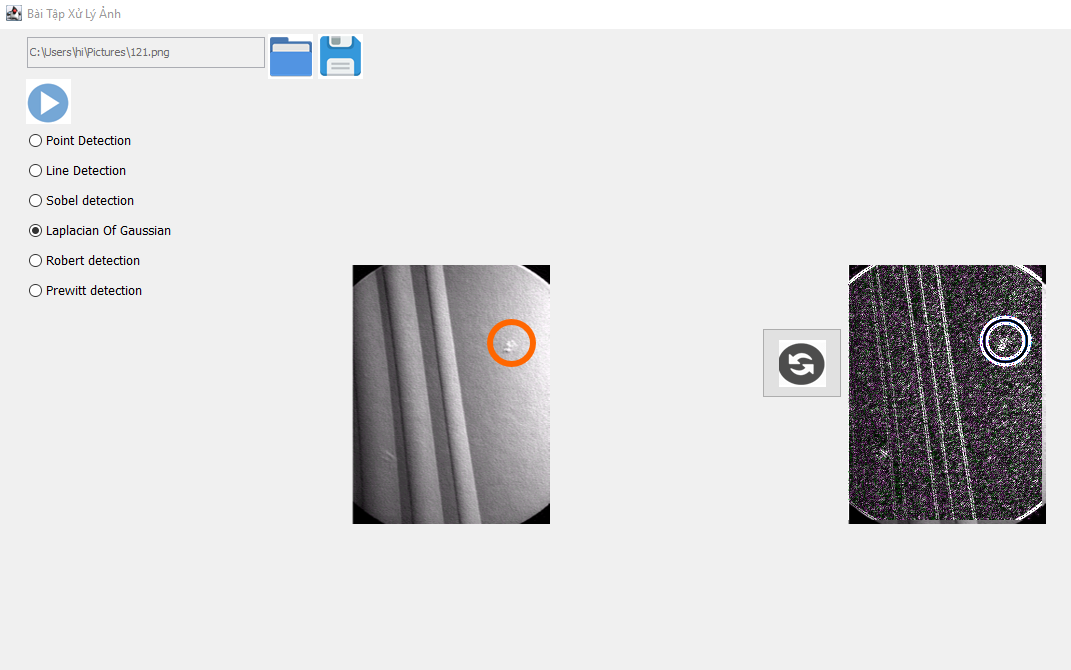 Bài Tập Xử Lý Ảnh
C:\Users\hi\Pictures\121.png
Point Detection
Line Detection
Sobel detection
Laplacian Of Gaussian
Robert detection
Prewitt detection